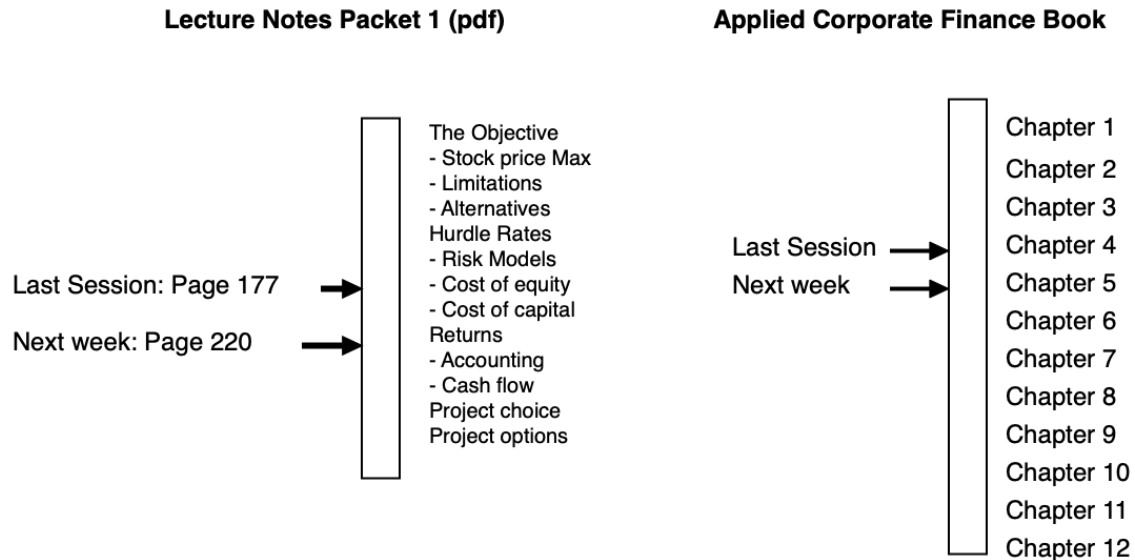 Lecture Notes Packet 1 (pdf)
The Objective
- Stock price Max
- Limitations
- Alternatives
Hurdle Rates
- Risk Models
- Cost of equity
- Cost of capital
Returns
- Accounting
- Cash flow
Project choice
Project options
Last Session: Page 177
Next week: Page 220
Applied Corporate Finance Book
Chapter 1
Chapter 2
Chapter 3
Chapter 4
Chapter 5
Chapter 6
Chapter 7
Chapter 8
Chapter 9
Chapter 10
Chapter 11
Chapter 12
Last Session
Next week